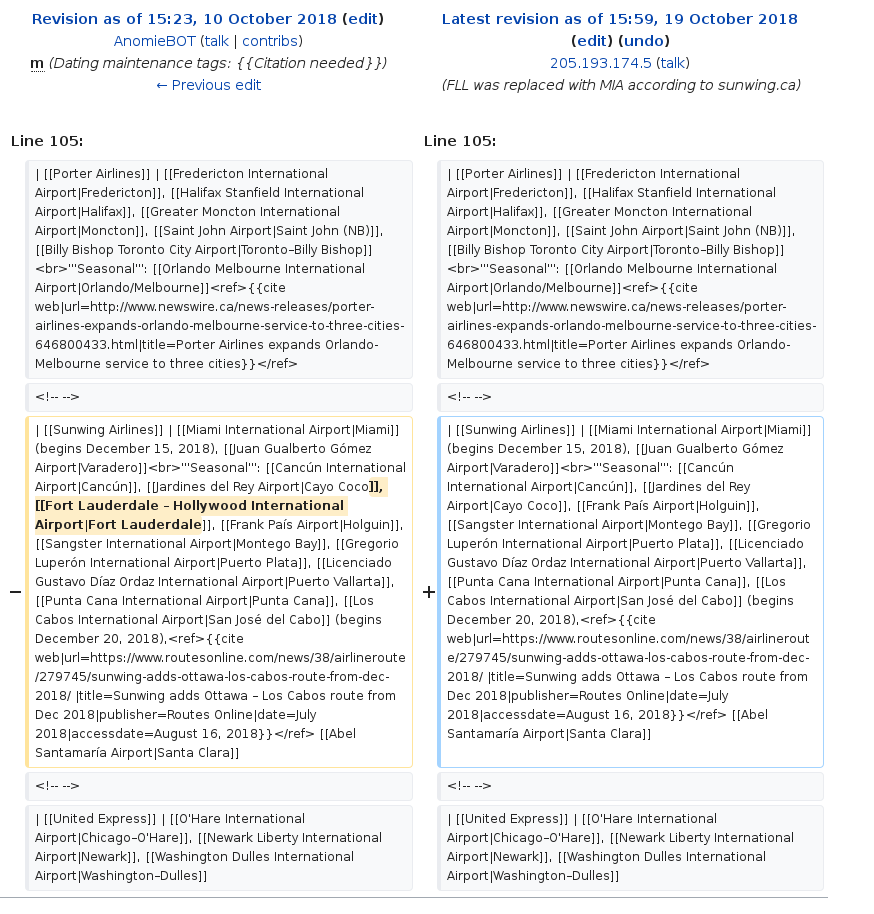 Revision as of 15:23, 10 October 2018 (edit)
AnomieBOT (talk | contribs)
m (Dating maintenance tags: {{Citation needed}})
← Previous edit
Latest revision as of 15:59, 19 October 2018
(edit) (undo)
205.193.174.5 (talk)
(FLL was replaced with MIA according to sunwing.ca)
Line 105:
Line 105:
| [[Porter Airlines]] | [[Fredericton International
Airport|Fredericton]], [[Halifax Stanfield International
Airport|Halifax]], [[Greater Moncton International
Airport|Moncton]], [[Saint John Airport|Saint John (NB)]],
[[Billy Bishop Toronto City Airport|Toronto–Billy Bishop]]
<br>'''Seasonal''': [[Orlando Melbourne International
Airport|Orlando/Melbourne]]<ref>{{cite
web|url=http://www.newswire.ca/news-releases/porter-
airlines-expands-orlando-melbourne-service-to-three-cities-
646800433.html|title=Porter Airlines expands Orlando-
Melbourne service to three cities}}</ref>
| [[Porter Airlines]] | [[Fredericton International
Airport|Fredericton]], [[Halifax Stanfield International
Airport|Halifax]], [[Greater Moncton International
Airport|Moncton]], [[Saint John Airport|Saint John (NB)]],
[[Billy Bishop Toronto City Airport|Toronto–Billy Bishop]]
<br>'''Seasonal''': [[Orlando Melbourne International
Airport|Orlando/Melbourne]]<ref>{{cite
web|url=http://www.newswire.ca/news-releases/porter-
airlines-expands-orlando-melbourne-service-to-three-cities-
646800433.html|title=Porter Airlines expands Orlando-
Melbourne service to three cities}}</ref>
<!-- -->
<!-- -->
−
| [[Sunwing Airlines]] | [[Miami International Airport|Miami]]
(begins December 15, 2018), [[Juan Gualberto Gómez
Airport|Varadero]]<br>'''Seasonal''': [[Cancún International
Airport|Cancún]], [[Jardines del Rey Airport|Cayo Coco]],
[[Fort Lauderdale – Hollywood International
Airport|Fort Lauderdale]], [[Frank País Airport|Holguin]],
[[Sangster International Airport|Montego Bay]], [[Gregorio
Luperón International Airport|Puerto Plata]], [[Licenciado
Gustavo Díaz Ordaz International Airport|Puerto Vallarta]],
[[Punta Cana International Airport|Punta Cana]], [[Los
Cabos International Airport|San José del Cabo]] (begins
December 20, 2018),<ref>{{cite
web|url=https://www.routesonline.com/news/38/airlineroute
/279745/sunwing-adds-ottawa-los-cabos-route-from-dec-
2018/ |title=Sunwing adds Ottawa – Los Cabos route from
Dec 2018|publisher=Routes Online|date=July
2018|accessdate=August 16, 2018}}</ref> [[Abel
Santamaría Airport|Santa Clara]]
+
| [[Sunwing Airlines]] | [[Miami International Airport|Miami]]
(begins December 15, 2018), [[Juan Gualberto Gómez
Airport|Varadero]]<br>'''Seasonal''': [[Cancún
International Airport|Cancún]], [[Jardines del Rey
Airport|Cayo Coco]], [[Frank País Airport|Holguin]],
[[Sangster International Airport|Montego Bay]], [[Gregorio
Luperón International Airport|Puerto Plata]], [[Licenciado
Gustavo Díaz Ordaz International Airport|Puerto Vallarta]],
[[Punta Cana International Airport|Punta Cana]], [[Los
Cabos International Airport|San José del Cabo]] (begins
December 20, 2018),<ref>{{cite
web|url=https://www.routesonline.com/news/38/airlinerout
e/279745/sunwing-adds-ottawa-los-cabos-route-from-dec-
2018/ |title=Sunwing adds Ottawa – Los Cabos route from
Dec 2018|publisher=Routes Online|date=July
2018|accessdate=August 16, 2018}}</ref> [[Abel
Santamaría Airport|Santa Clara]]
<!-- -->
<!-- -->
| [[United Express]] | [[O'Hare International
Airport|Chicago–O'Hare]], [[Newark Liberty International
Airport|Newark]], [[Washington Dulles International
Airport|Washington–Dulles]]
| [[United Express]] | [[O'Hare International
Airport|Chicago–O'Hare]], [[Newark Liberty International
Airport|Newark]], [[Washington Dulles International
Airport|Washington–Dulles]]